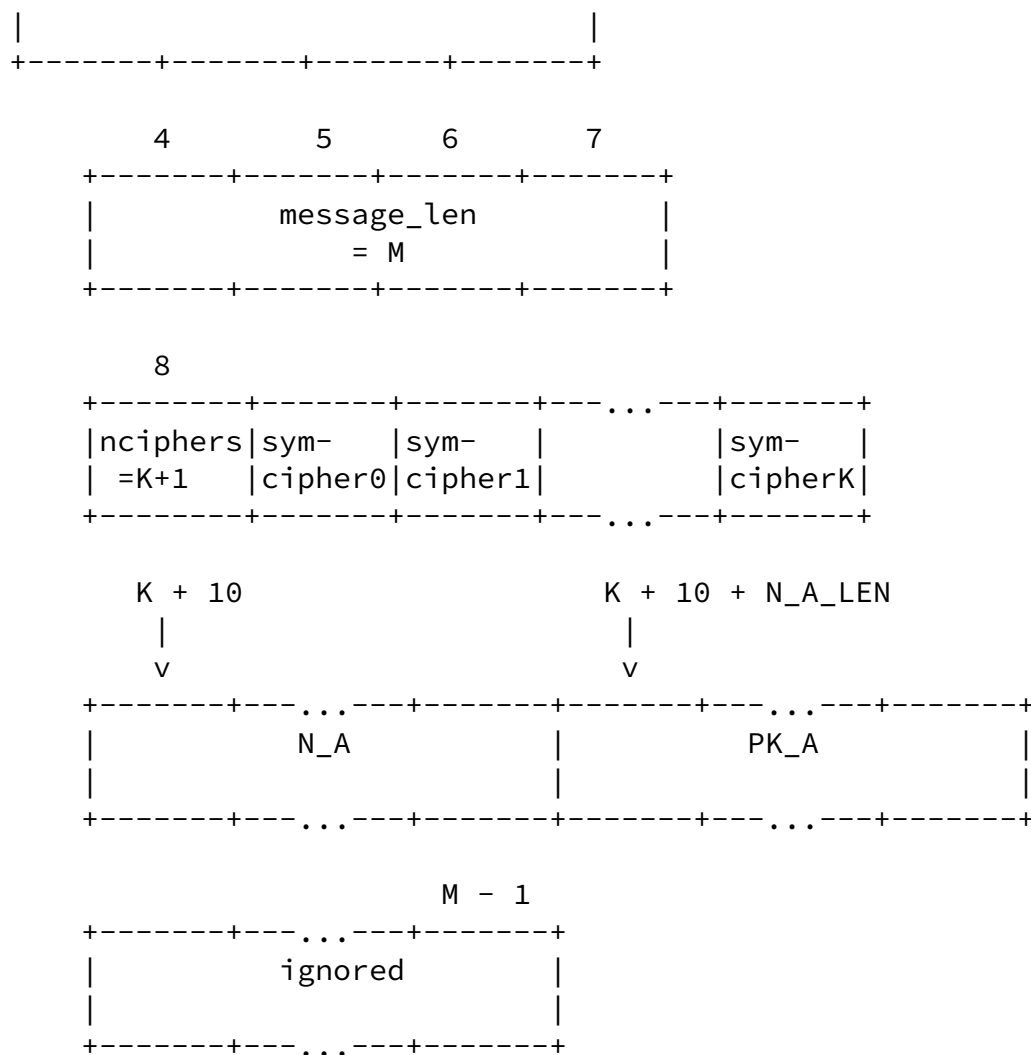 |                               |
+-------+-------+-------+-------+
4 5 6 7
+-------+-------+-------+-------+
| message_len |
| = M |
+-------+-------+-------+-------+
8
+--------+-------+-------+---...---+-------+
|nciphers|sym- |sym- | |sym- |
| =K+1 |cipher0|cipher1| |cipherK|
+--------+-------+-------+---...---+-------+
K + 10 K + 10 + N_A_LEN
| |
v v
+-------+---...---+-------+-------+---...---+-------+
| N_A | PK_A |
| | |
+-------+---...---+-------+-------+---...---+-------+
M - 1
+-------+---...---+-------+
| ignored |
| |
+-------+---...---+-------+